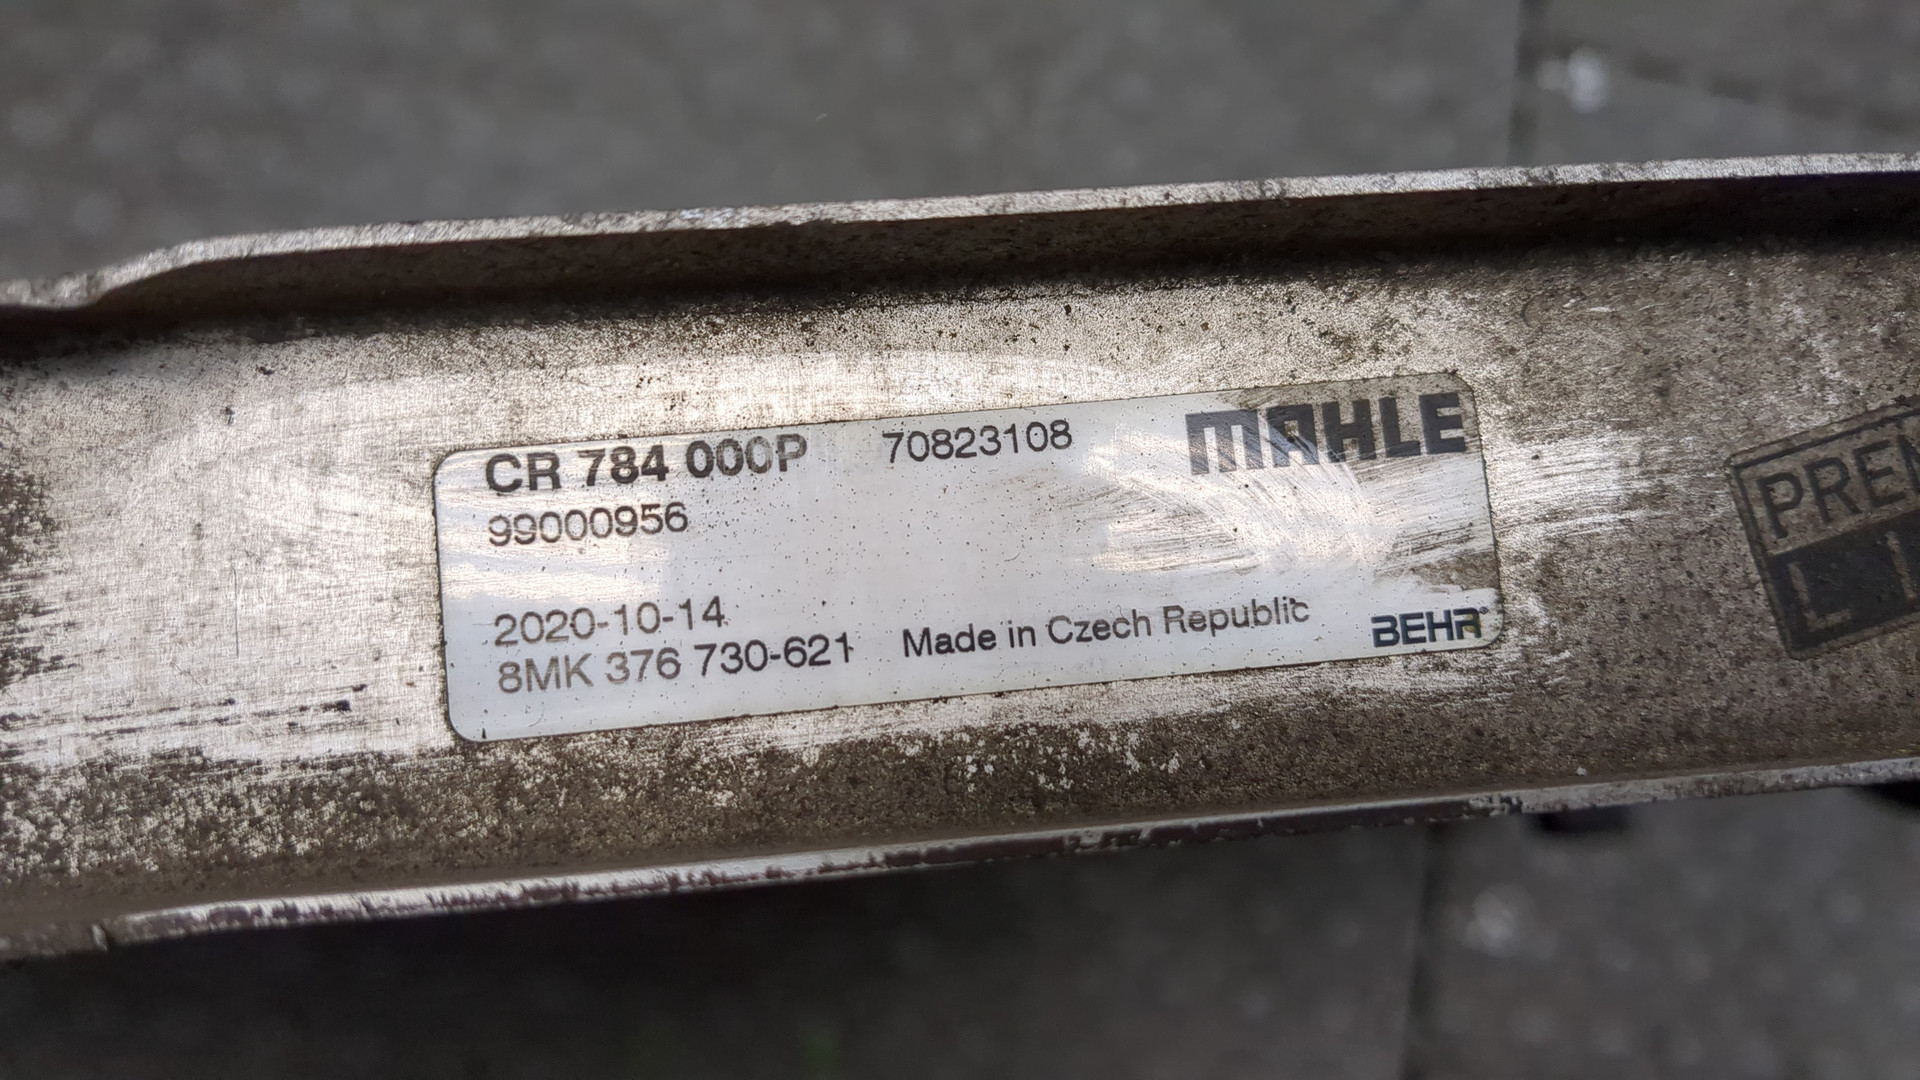 CR 784 000P 70823108 MAHLE
99000956
2020-10-14
8MK 376 730-621 Made in Czech Republic BEHR